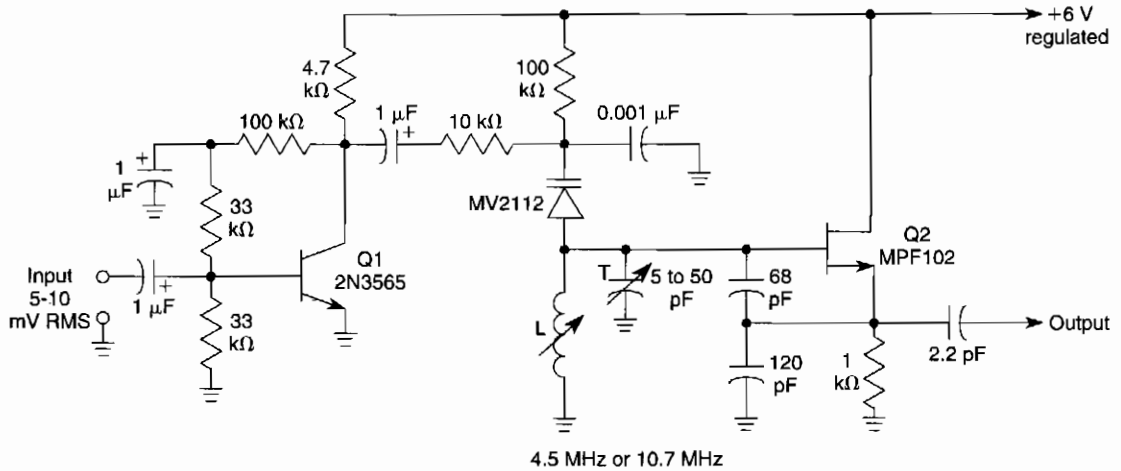 +6 V
regulated
4.7
kΩ
100
kΩ
1 µF
+
10 kΩ
0.001 µF
100 kΩ
+
1
µF
33
kΩ
MV2112
Q1
2N3565
Q2
MPF102
Input
5-10
mV RMS
+
1 µF
33
kΩ
T
5 to 50
pF
68
pF
L
Output
2.2 pF
120
pF
1
kΩ
4.5 MHz or 10.7 MHz